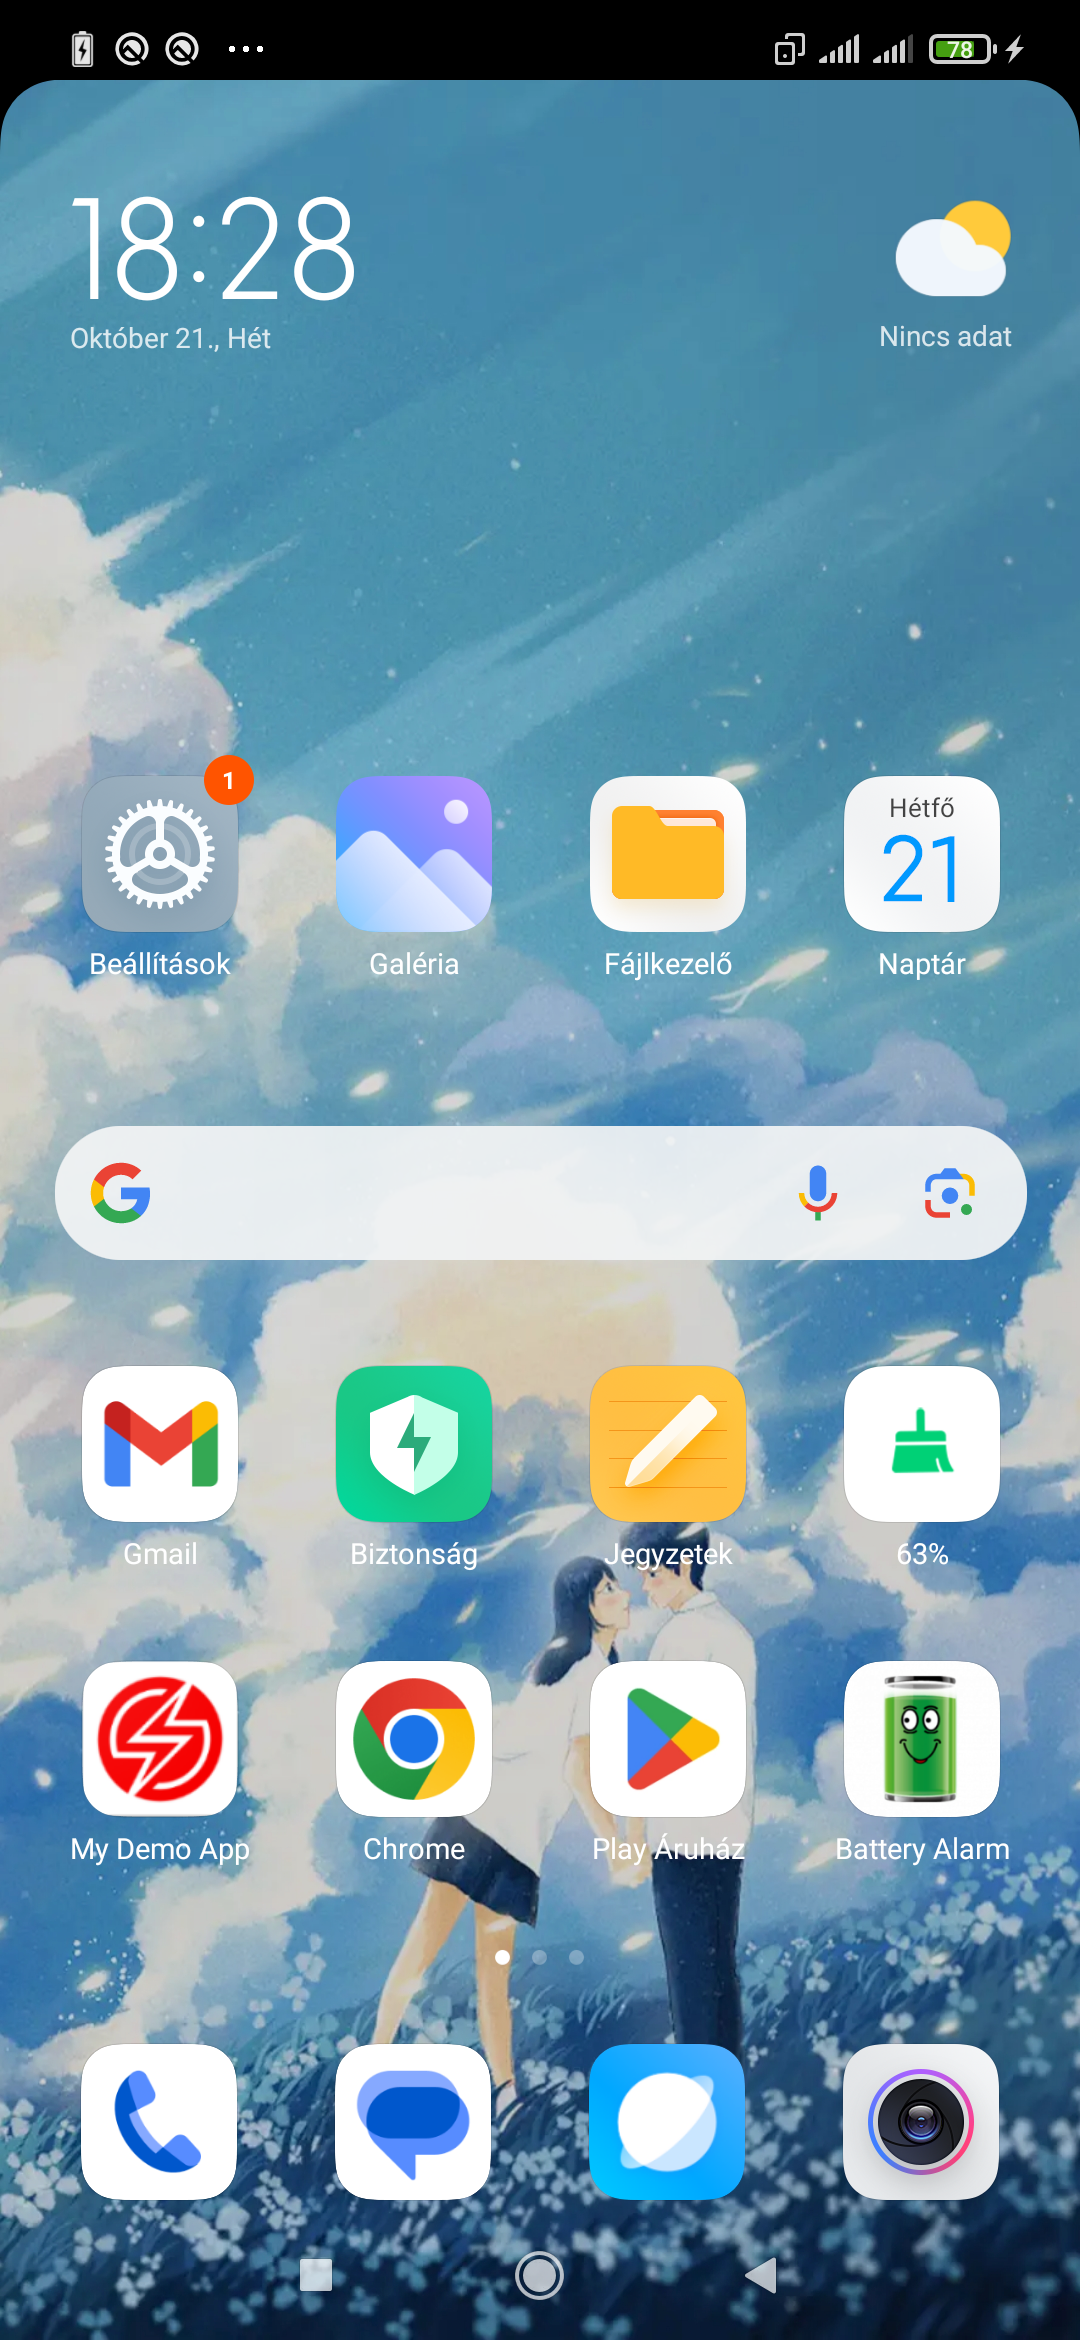 78
18:28
Október 21., Hét
Nincs adat
1
Hétfő
21
Beállítások
Galéria
Fájlkezelő
Naptár
Gmail
Biztonság
Jegyzetek
63%
My Demo App
Chrome
Play Áruház
Battery Alarm